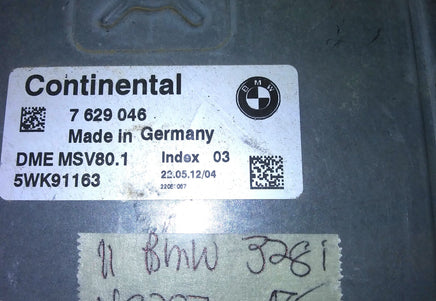 Continental
BMW
7 629 046
Made in Germany
DME MSV80.1 Index 03
5WK91163 22.05.12/04
11 BMW 328i